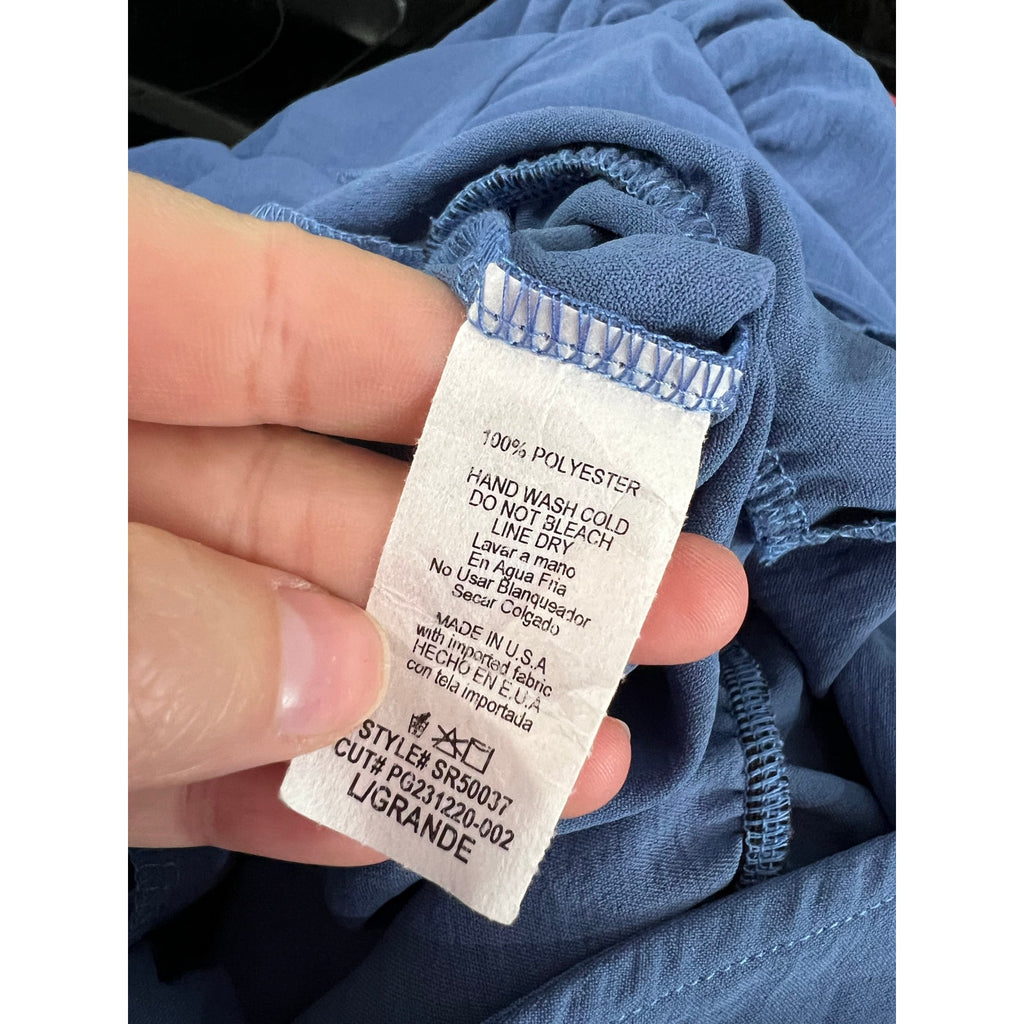 100% POLYESTER
HAND WASH COLD
DO NOT BLEACH
LINE DRY
Lavar a mano
En Agua Fria
No Usar Blanqueador
Secar Colgado
MADE IN U.S.A
with imported fabric
HECHO EN E.U.A
con tela importada
STYLE# SR50037
CUT# PG231220-002
L/GRANDE